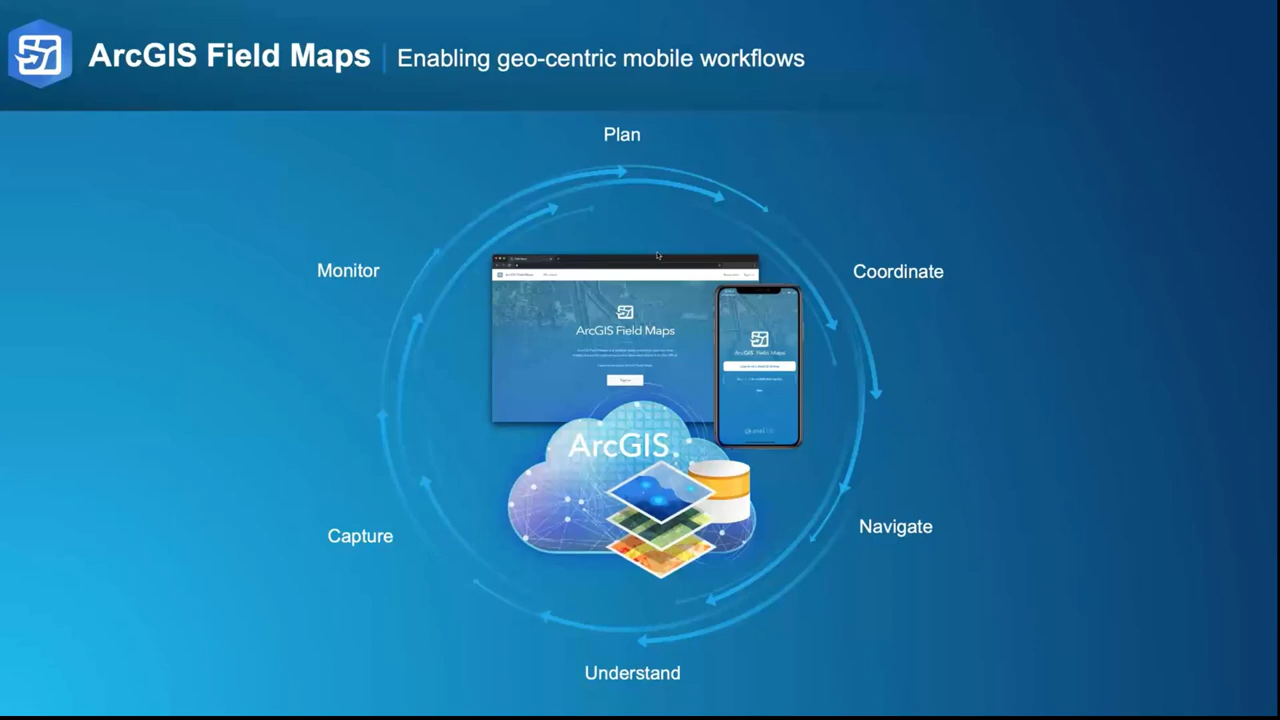 ArcGIS Field Maps | Enabling geo-centric mobile workflows
Plan
Monitor
Coordinate
ArcGIS Field Maps
ArcGIS Field Maps
ArcGIS.
Capture
Navigate
Understand